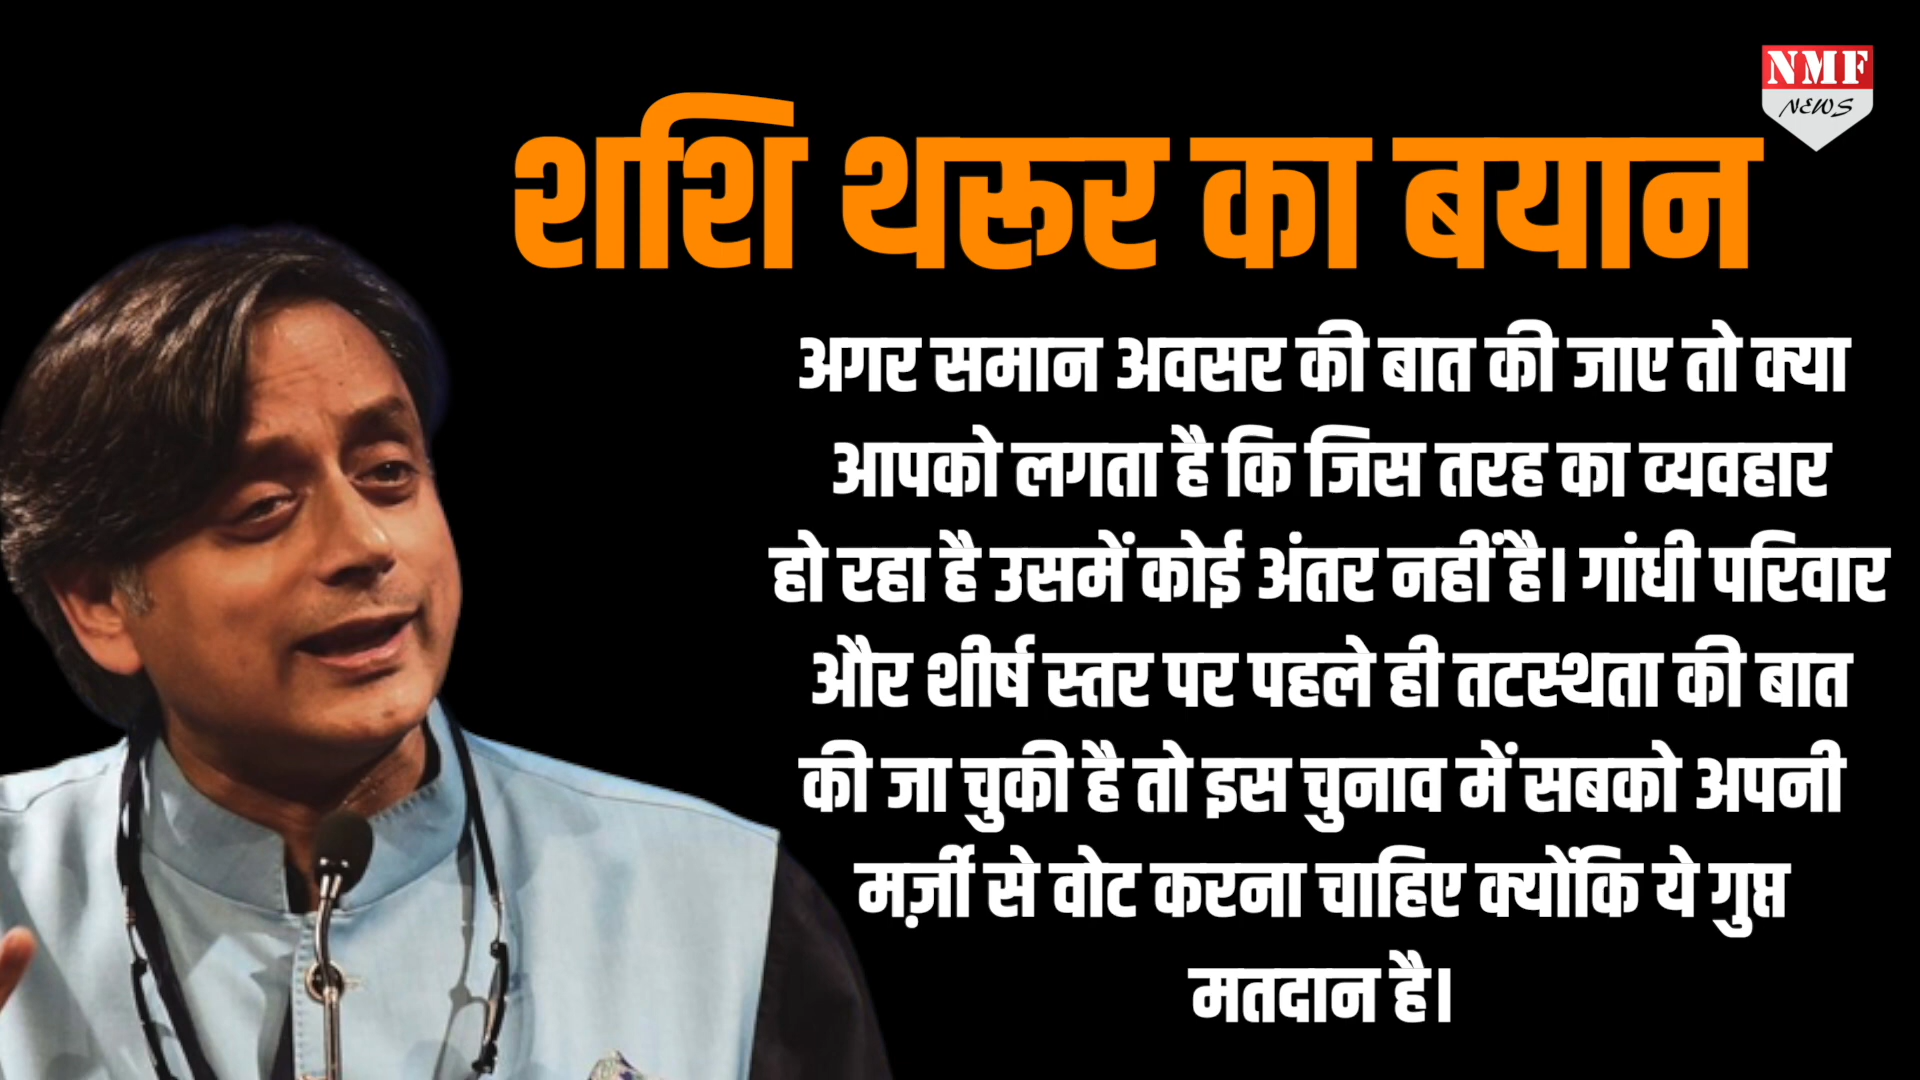 NMF
NEWS
शशि थरूर का बयान
अगर समान अवसर की बात की जाए तो क्या
आपको लगता है कि जिस तरह का व्यवहार
हो रहा है उसमें कोई अंतर नहीं है। गांधी परिवार
और शीर्ष स्तर पर पहले ही तटस्थता की बात
की जा चुकी है तो इस चुनाव में सबको अपनी
मर्ज़ी से वोट करना चाहिए क्योंकि ये गुप्त
मतदान है।